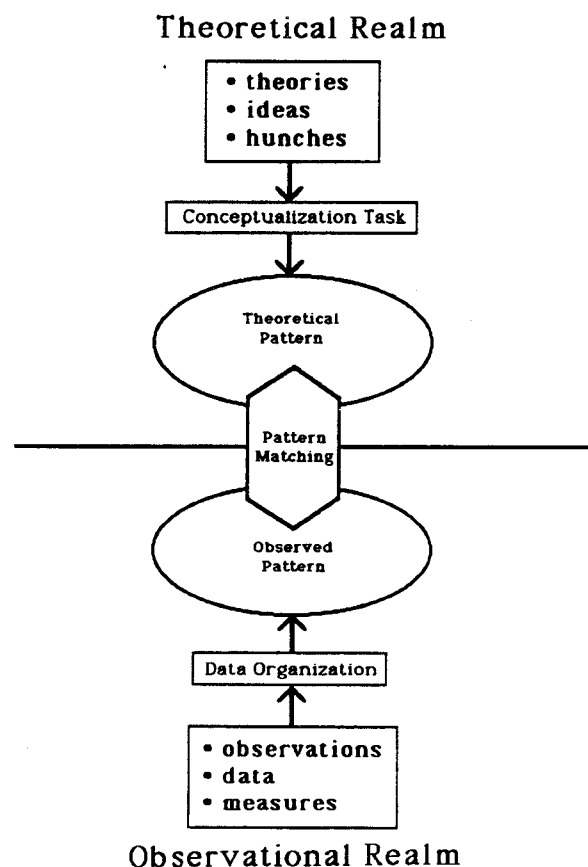 Theoretical Realm
• theories
• ideas
• hunches
Conceptualization Task
Theoretical
Pattern
Pattern
Matching
Observed
Pattern
Data Organization
• observations
• data
• measures
Observational Realm